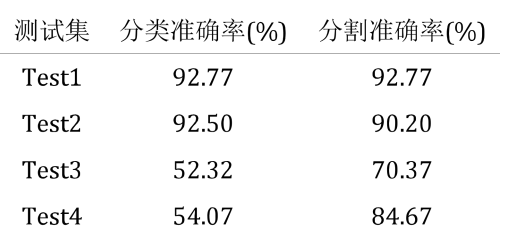 测试集 分类准确率(%) 分割准确率(%)
Test1 92.77 92.77
Test2 92.50 90.20
Test3 52.32 70.37
Test4 54.07 84.67